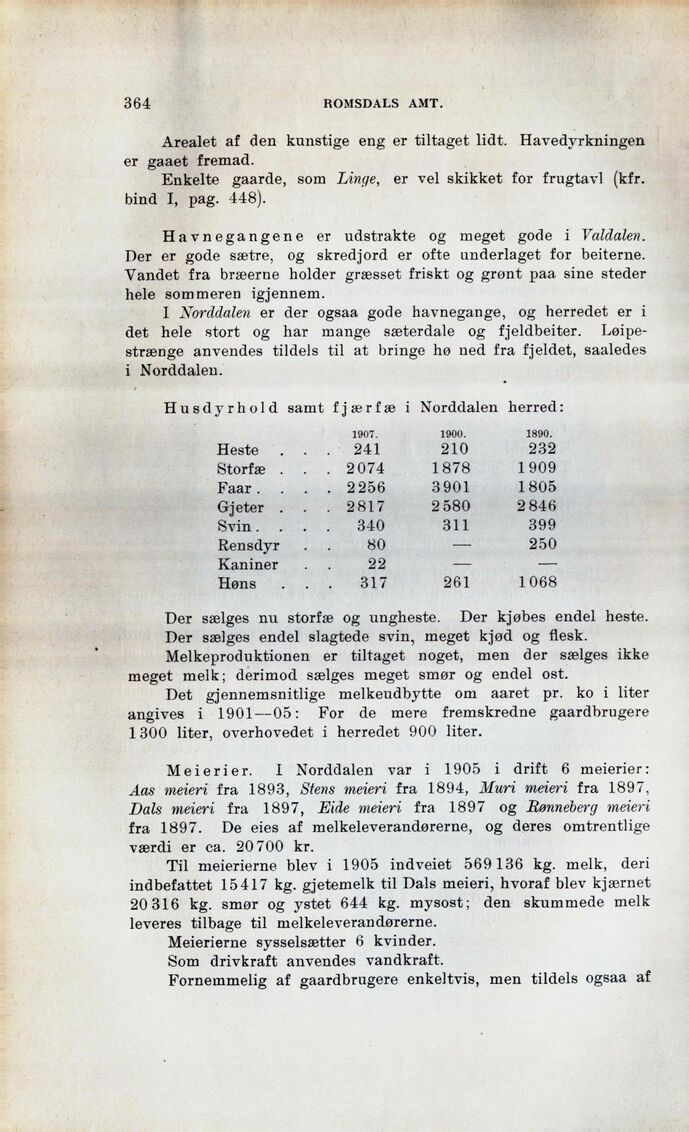 364 ROMSDALS AMT.
Arealet af den kunstige eng er tiltaget lidt. Havedyrkningen
er gaaet fremad.
Enkelte gaarde, som Linge, er vel skikket for frugtavl (kfr.
bind I, pag. 448).
Havnegangene er udstrakte og meget gode i Valdalen.
Der er gode sætre, og skredjord er ofte underlaget for beiterne.
Vandet fra bræerne holder græsset friskt og grønt paa sine steder
hele sommeren igjennem.
I Norddalen er der ogsaa gode havnegange, og herredet er i
det hele stort og har mange sæterdale og fjeldbeiter. Løipe-
strænge anvendes tildels til at bringe hø ned fra fjeldet, saaledes
i Norddalen.
Husdyrhold samt fjærfæ i Norddalen herred:
1907. 1900. 1890.
Heste . . . 241 210 232
Storfæ . . . 2074 1878 1909
Faar . . . . 2256 3901 1805
Gjeter . . . 2817 2580 2846
Svin . . . . 340 311 399
Rensdyr . . 80 — 250
Kaniner . . 22 — —
Høns . . . 317 261 1068
Der sælges nu storfæ og ungheste. Der kjøbes endel heste.
Der sælges endel slagtede svin, meget kjød og flesk.
Melkeproduktionen er tiltaget noget, men der sælges ikke
meget melk; derimod sælges meget smør og endel ost.
Det gjennemsnitlige melkeudbytte om aaret pr. ko i liter
angives i 1901—05: For de mere fremskredne gaardbrugere
1300 liter, overhovedet i herredet 900 liter.
Meierier. I Norddalen var i 1905 i drift 6 meierier:
Aas meieri fra 1893, Stens meieri fra 1894, Muri meieri fra 1897,
Dals meieri fra 1897, Eide meieri fra 1897 og Rønneberg meieri
fra 1897. De eies af melkeleverandørerne, og deres omtrentlige
værdi er ca. 20700 kr.
Til meierierne blev i 1905 indveiet 569136 kg. melk, deri
indbefattet 15417 kg. gjetemelk til Dals meieri, hvoraf blev kjærnet
20316 kg. smør og ystet 644 kg. mysost; den skummede melk
leveres tilbage til melkeleverandørerne.
Meierierne sysselsætter 6 kvinder.
Som drivkraft anvendes vandkraft.
Fornemmelig af gaardbrugere enkeltvis, men tildels ogsaa af